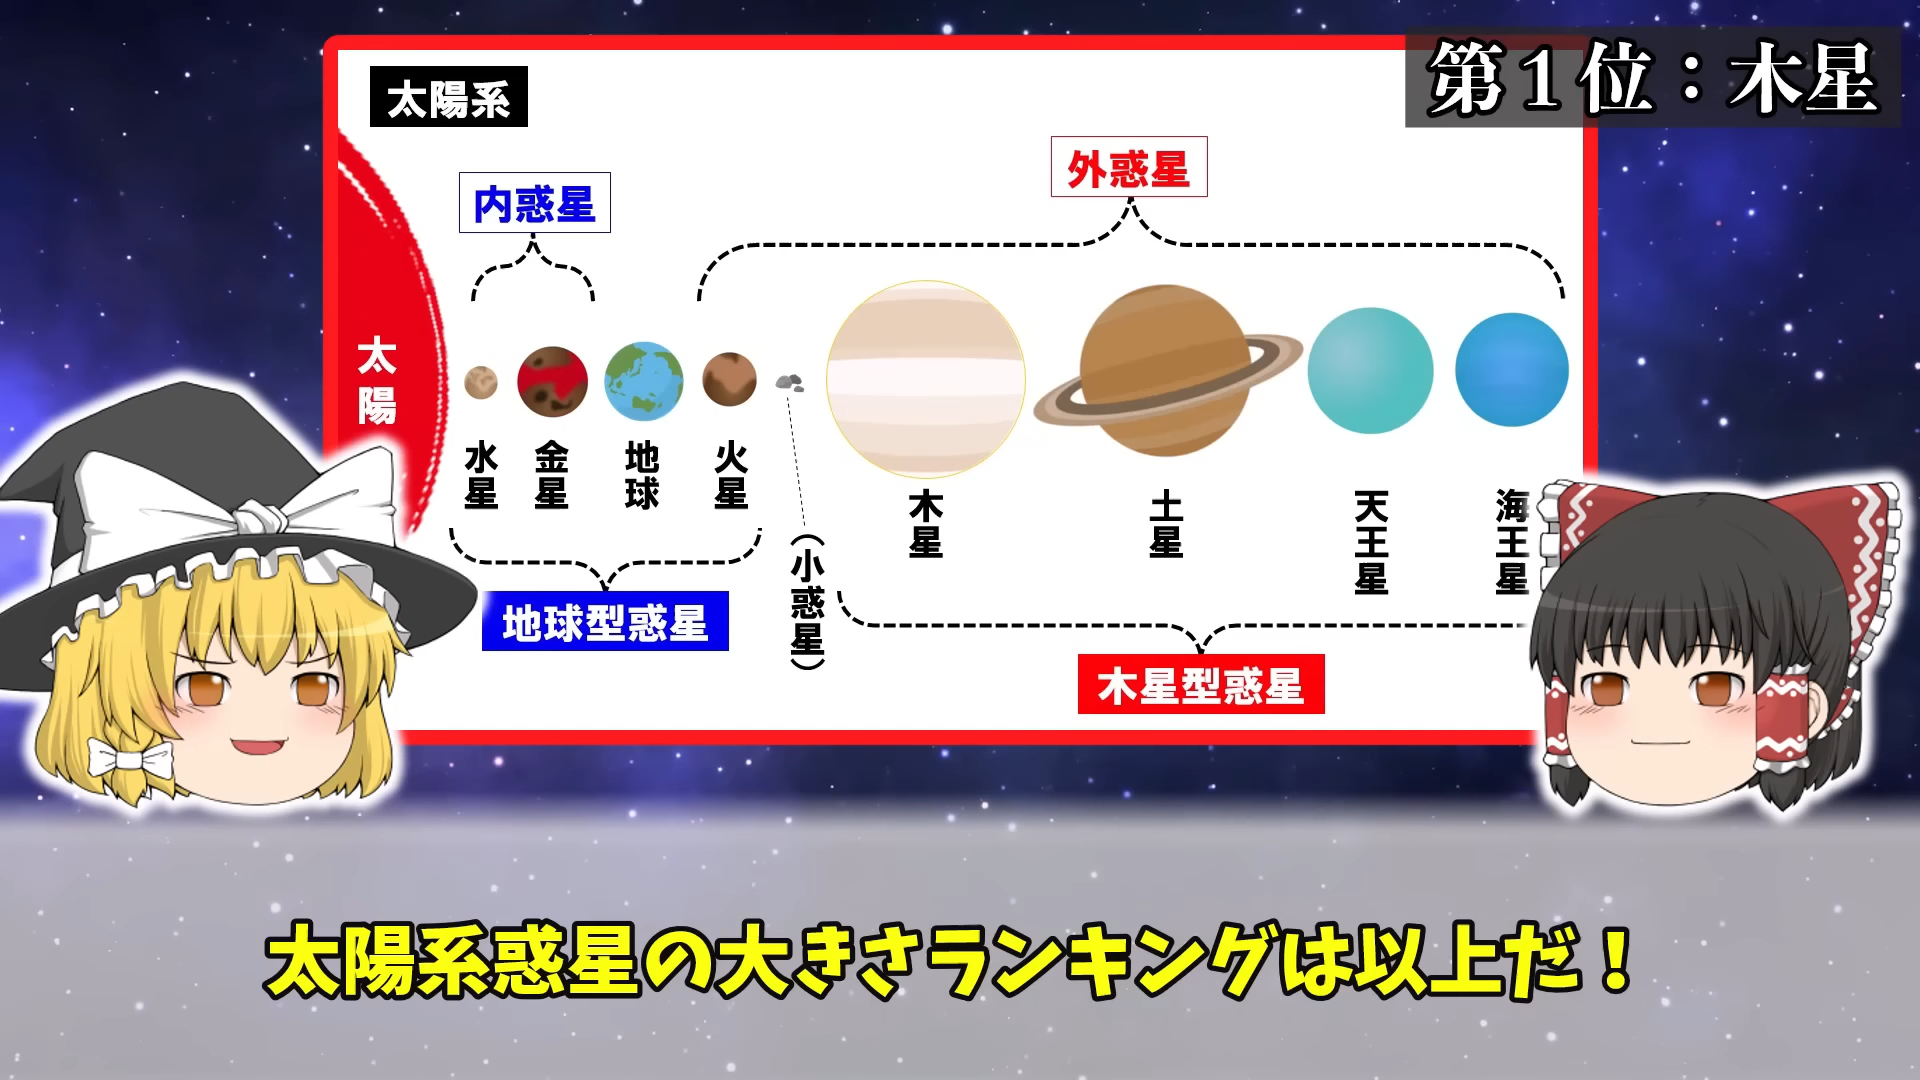 太陽系
第1位：木星
内惑星
外惑星
太陽
水星
金星
地球
火星
（小惑星）
木星
土星
天王星
海王星
地球型惑星
木星型惑星
太陽系惑星の大きさランキングは以上だ！